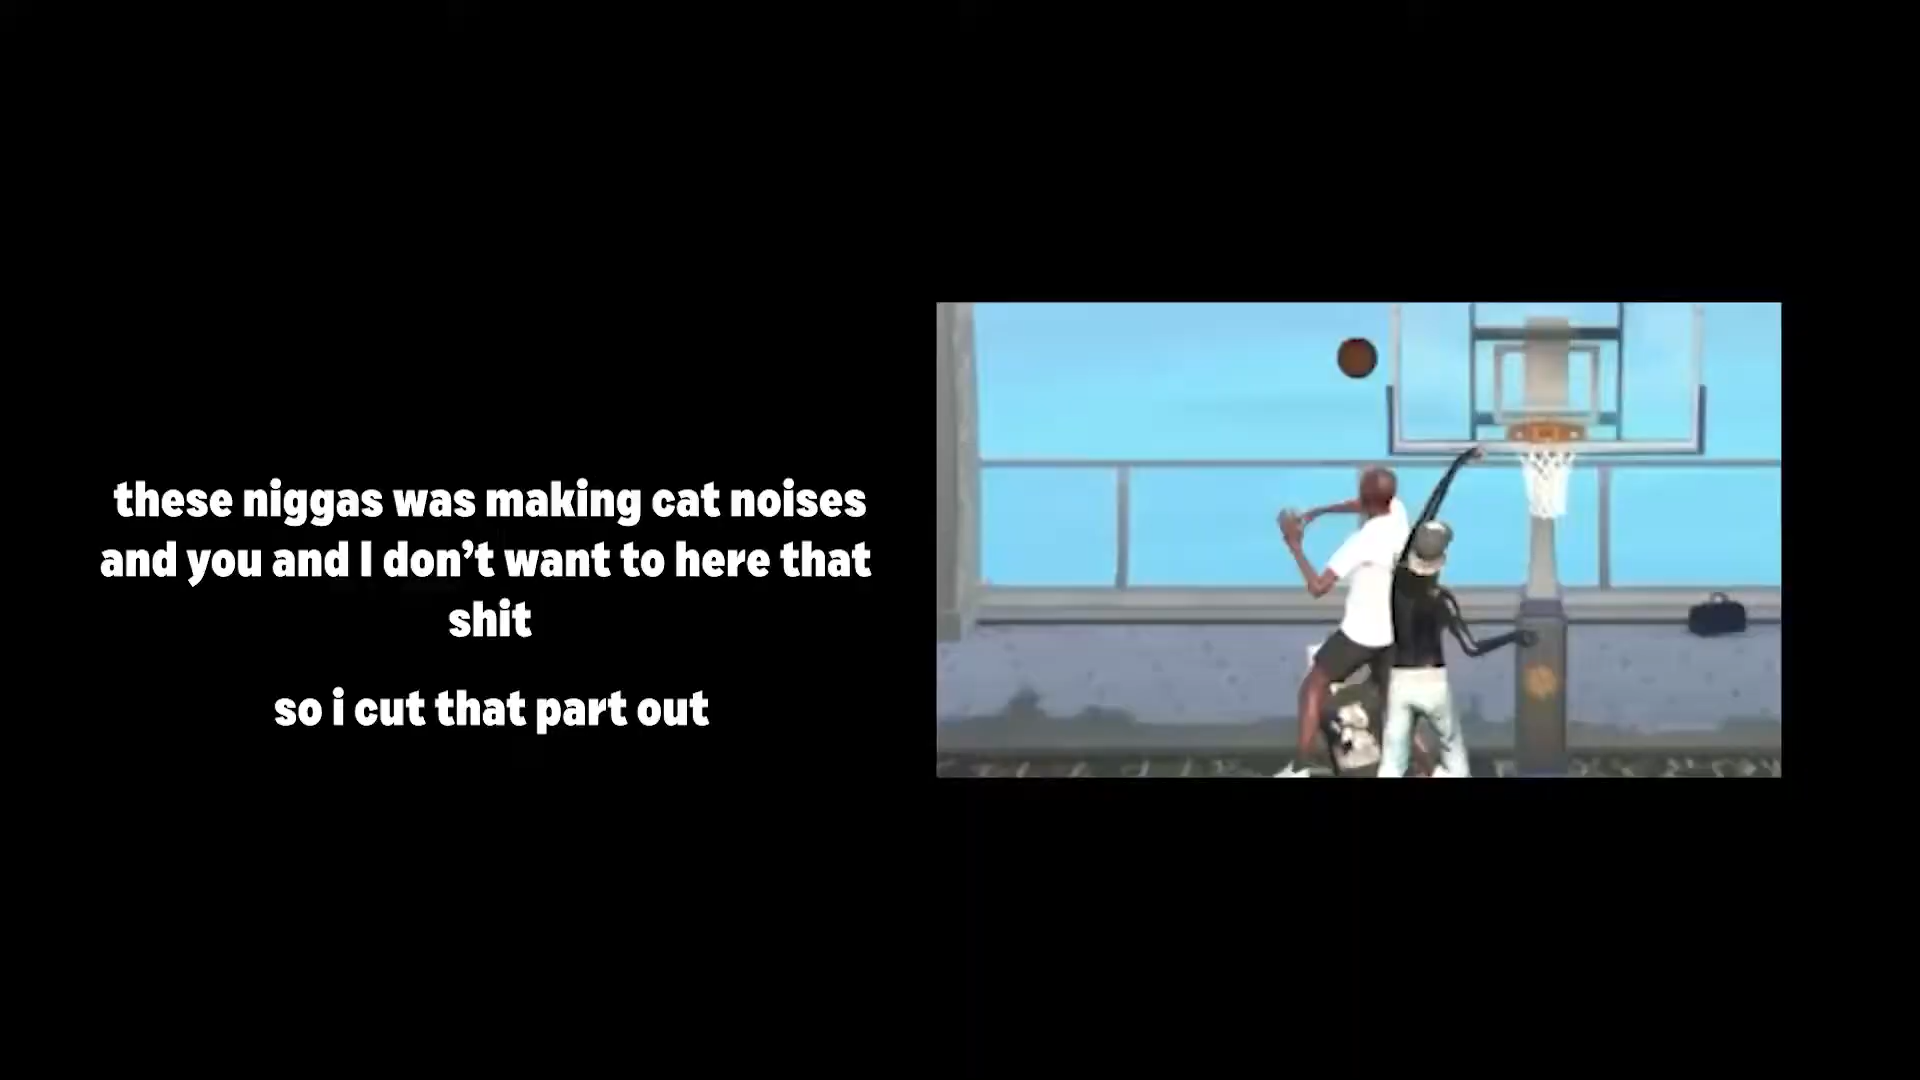 these niggas was making cat noises
and you and I don't want to here that
shit
so i cut that part out